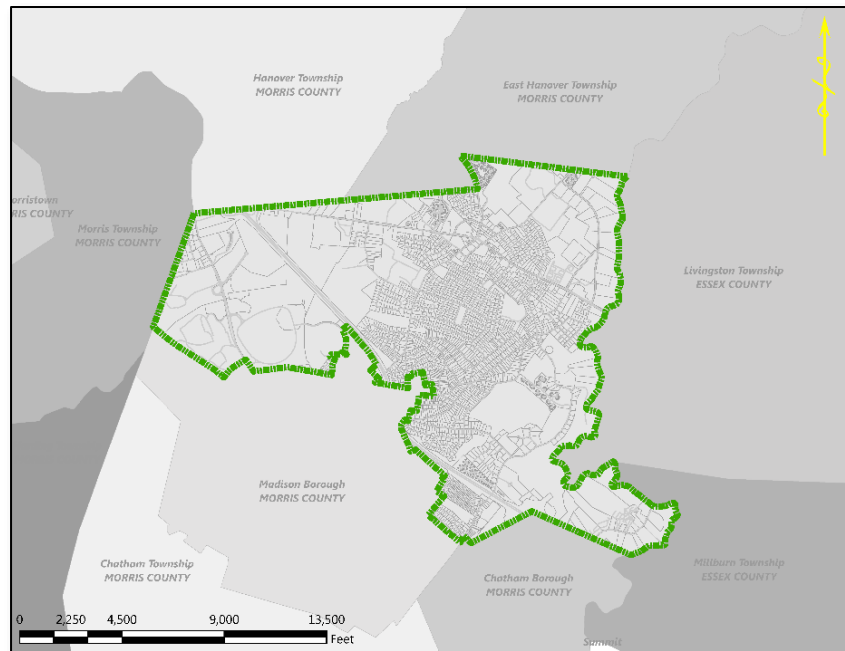 Hanover Township
MORRIS COUNTY
East Hanover Township
MORRIS COUNTY
orristown
RIS COUNTY
Morris Township
MORRIS COUNTY
Livingston Township
ESSEX COUNTY
Madison Borough
MORRIS COUNTY
Chatham Township
MORRIS COUNTY
Chatham Borough
MORRIS COUNTY
Millburn Township
ESSEX COUNTY
Summit
0 2,250 4,500 9,000 13,500
Feet